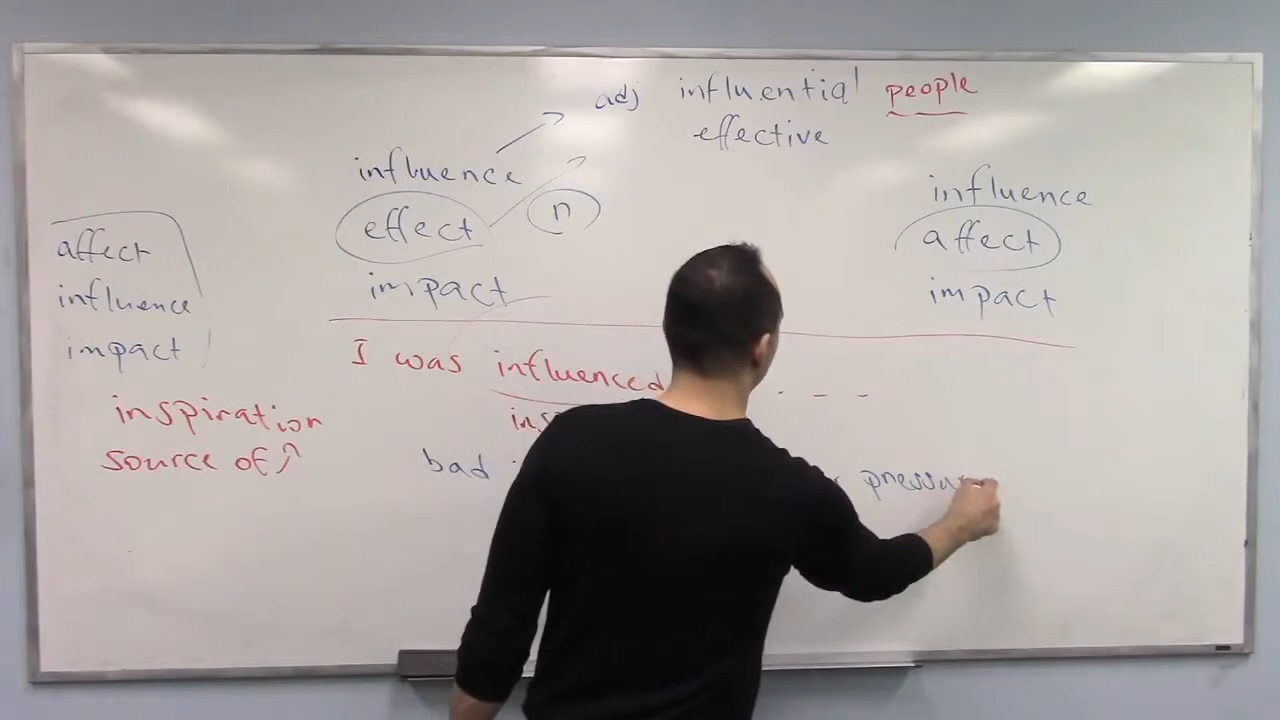 adj influential people
effective
influence
effect n
impact
influence
affect
impact
affect
influence
impact
I was influenced - - -
inspiration
source of
bad